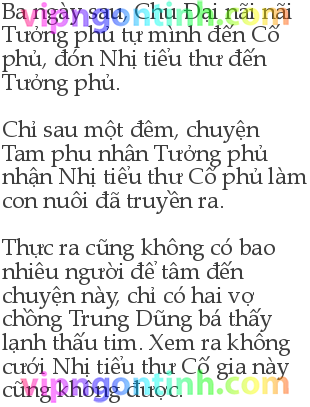 Ba ngày sau, Chu Đại nãi nãi
Tưởng phủ tự mình đến Cố
phủ, đón Nhị tiểu thư đến
Tưởng phủ.
Chỉ sau một đêm, chuyện
Tam phu nhân Tưởng phủ
nhận Nhị tiểu thư Cố phủ làm
con nuôi đã truyền ra.
Thực ra cũng không có bao
nhiêu người để tâm đến
chuyện này, chỉ có hai vợ
chồng Trung Dũng bá thấy
lạnh thấu tim. Xem ra không
cưới Nhị tiểu thư Cố gia này
cũng không được.
vipngontinh.com
vipngontinh.com